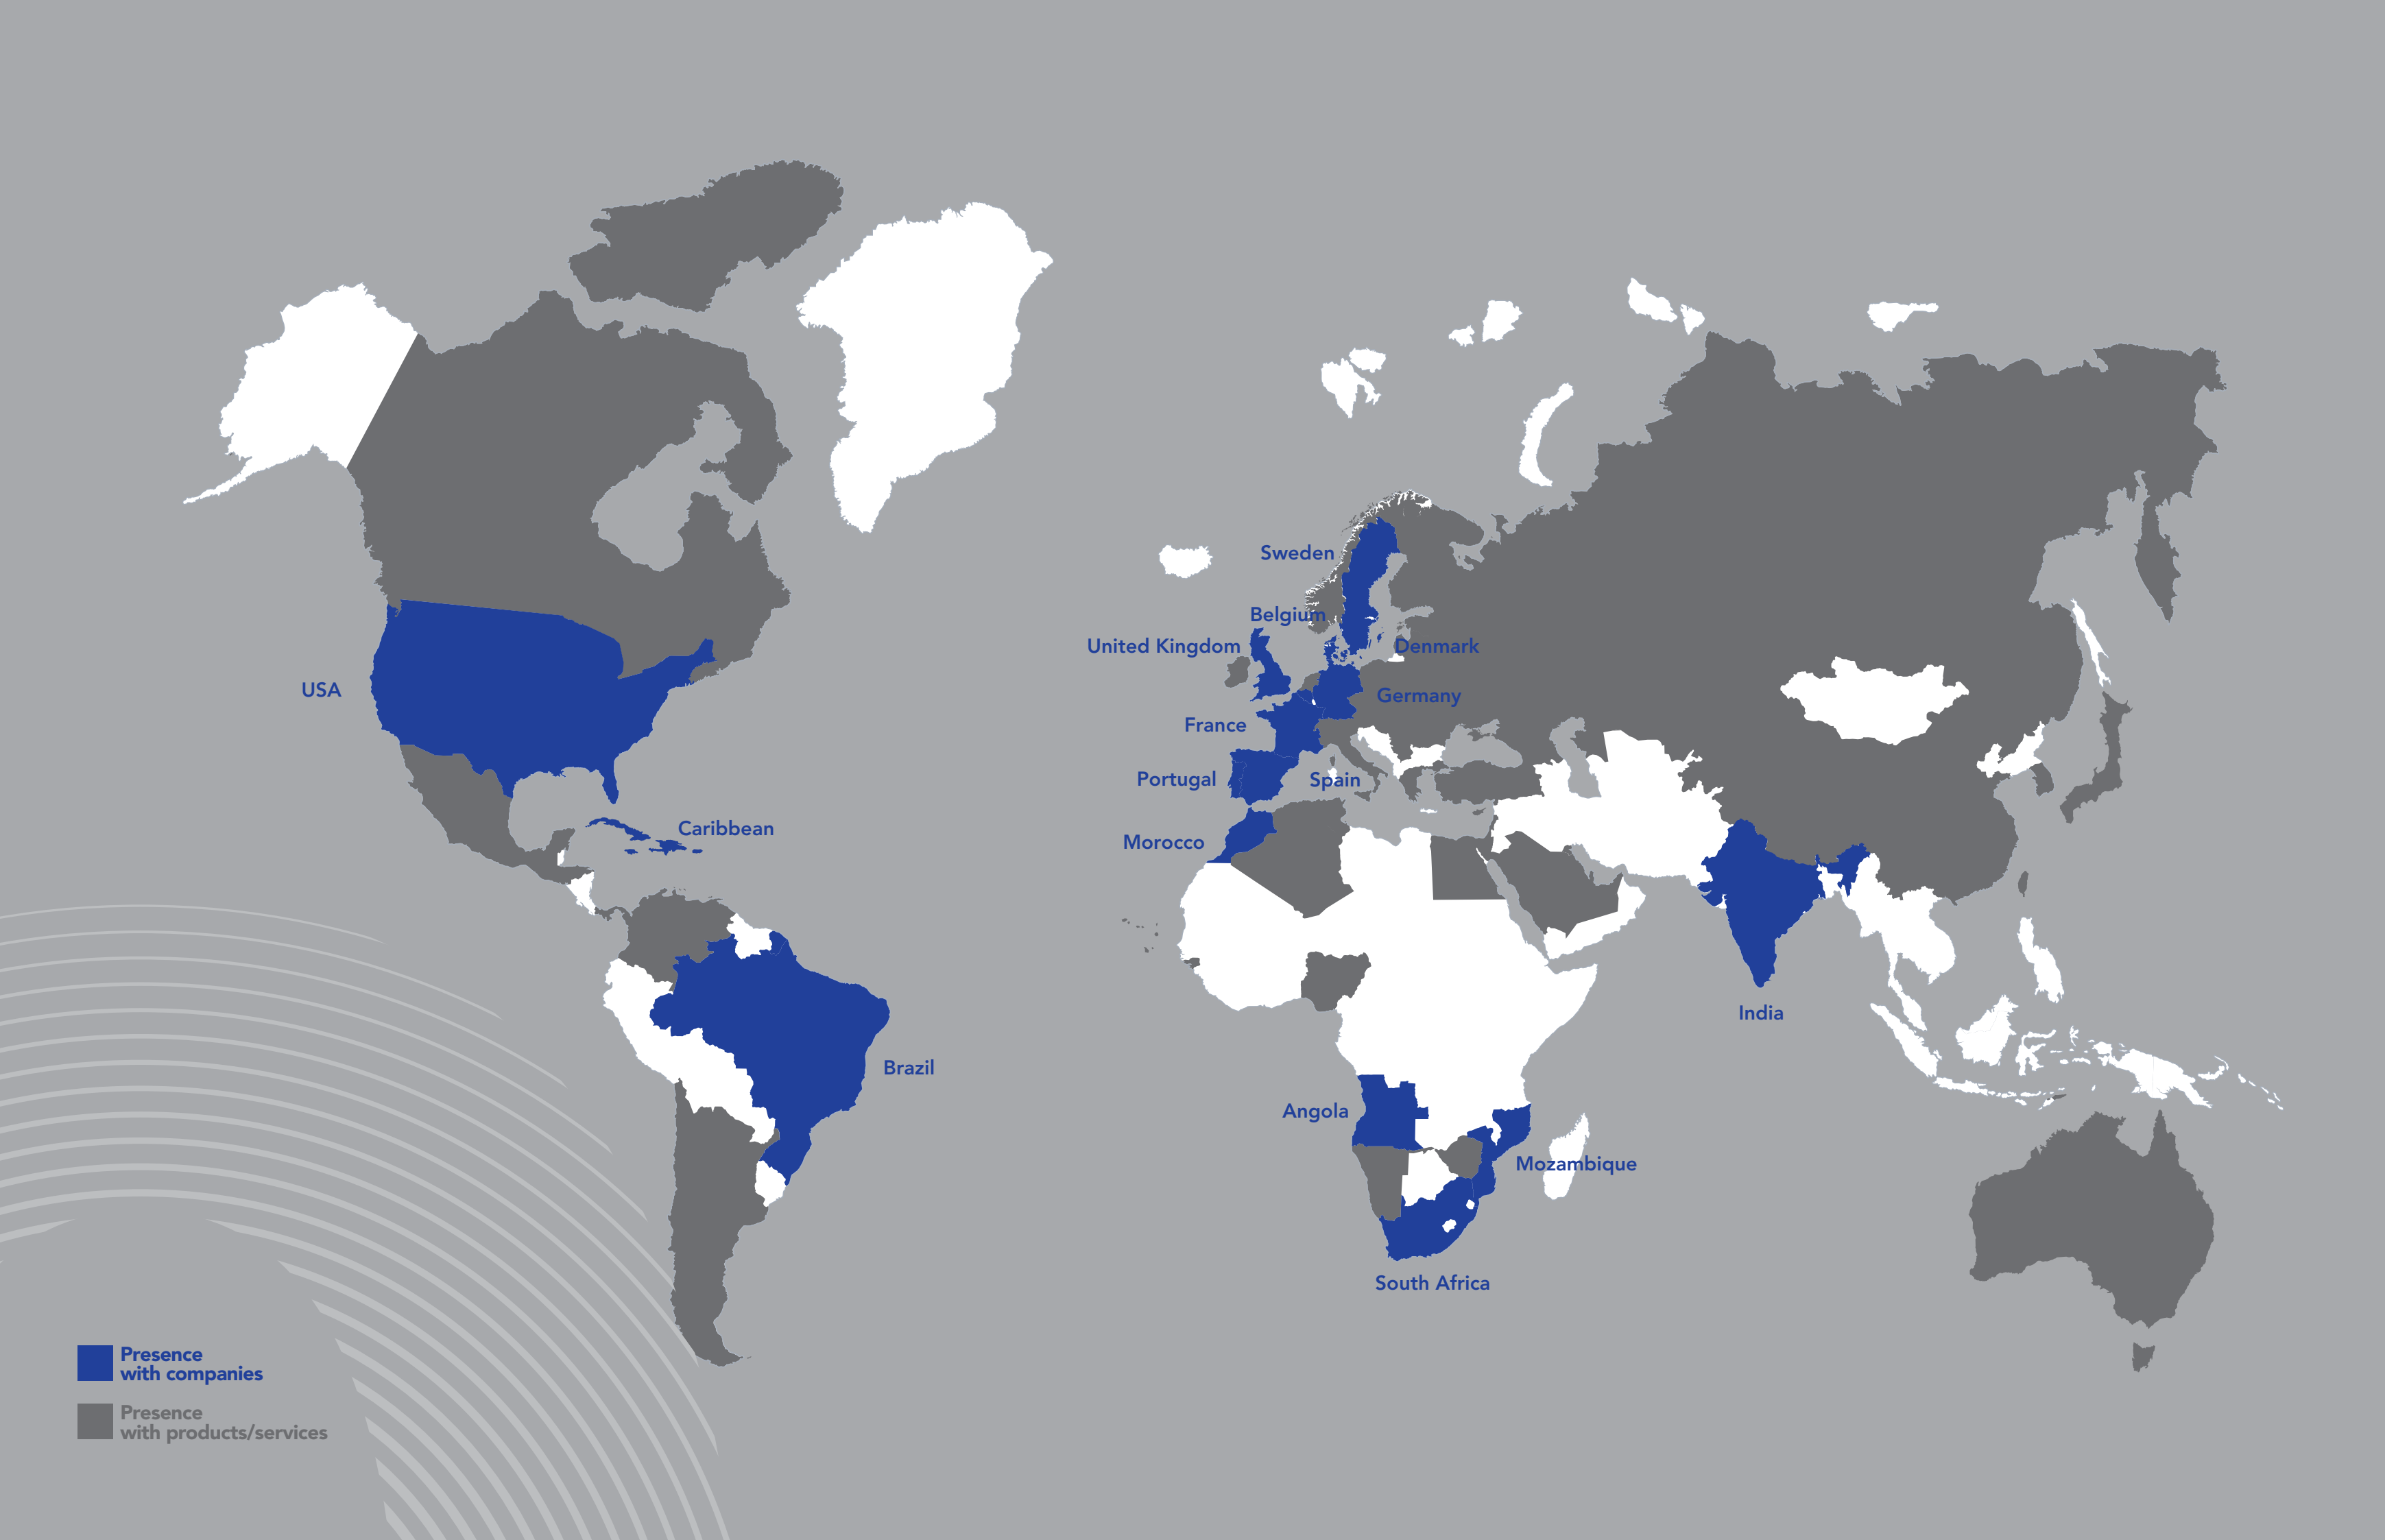 Sweden
Belgium
United Kingdom
Denmark
USA
Germany
France
Portugal
Spain
Caribbean
Morocco
India
Brazil
Angola
Mozambique
South Africa
Presence
with companies
Presence
with products/services